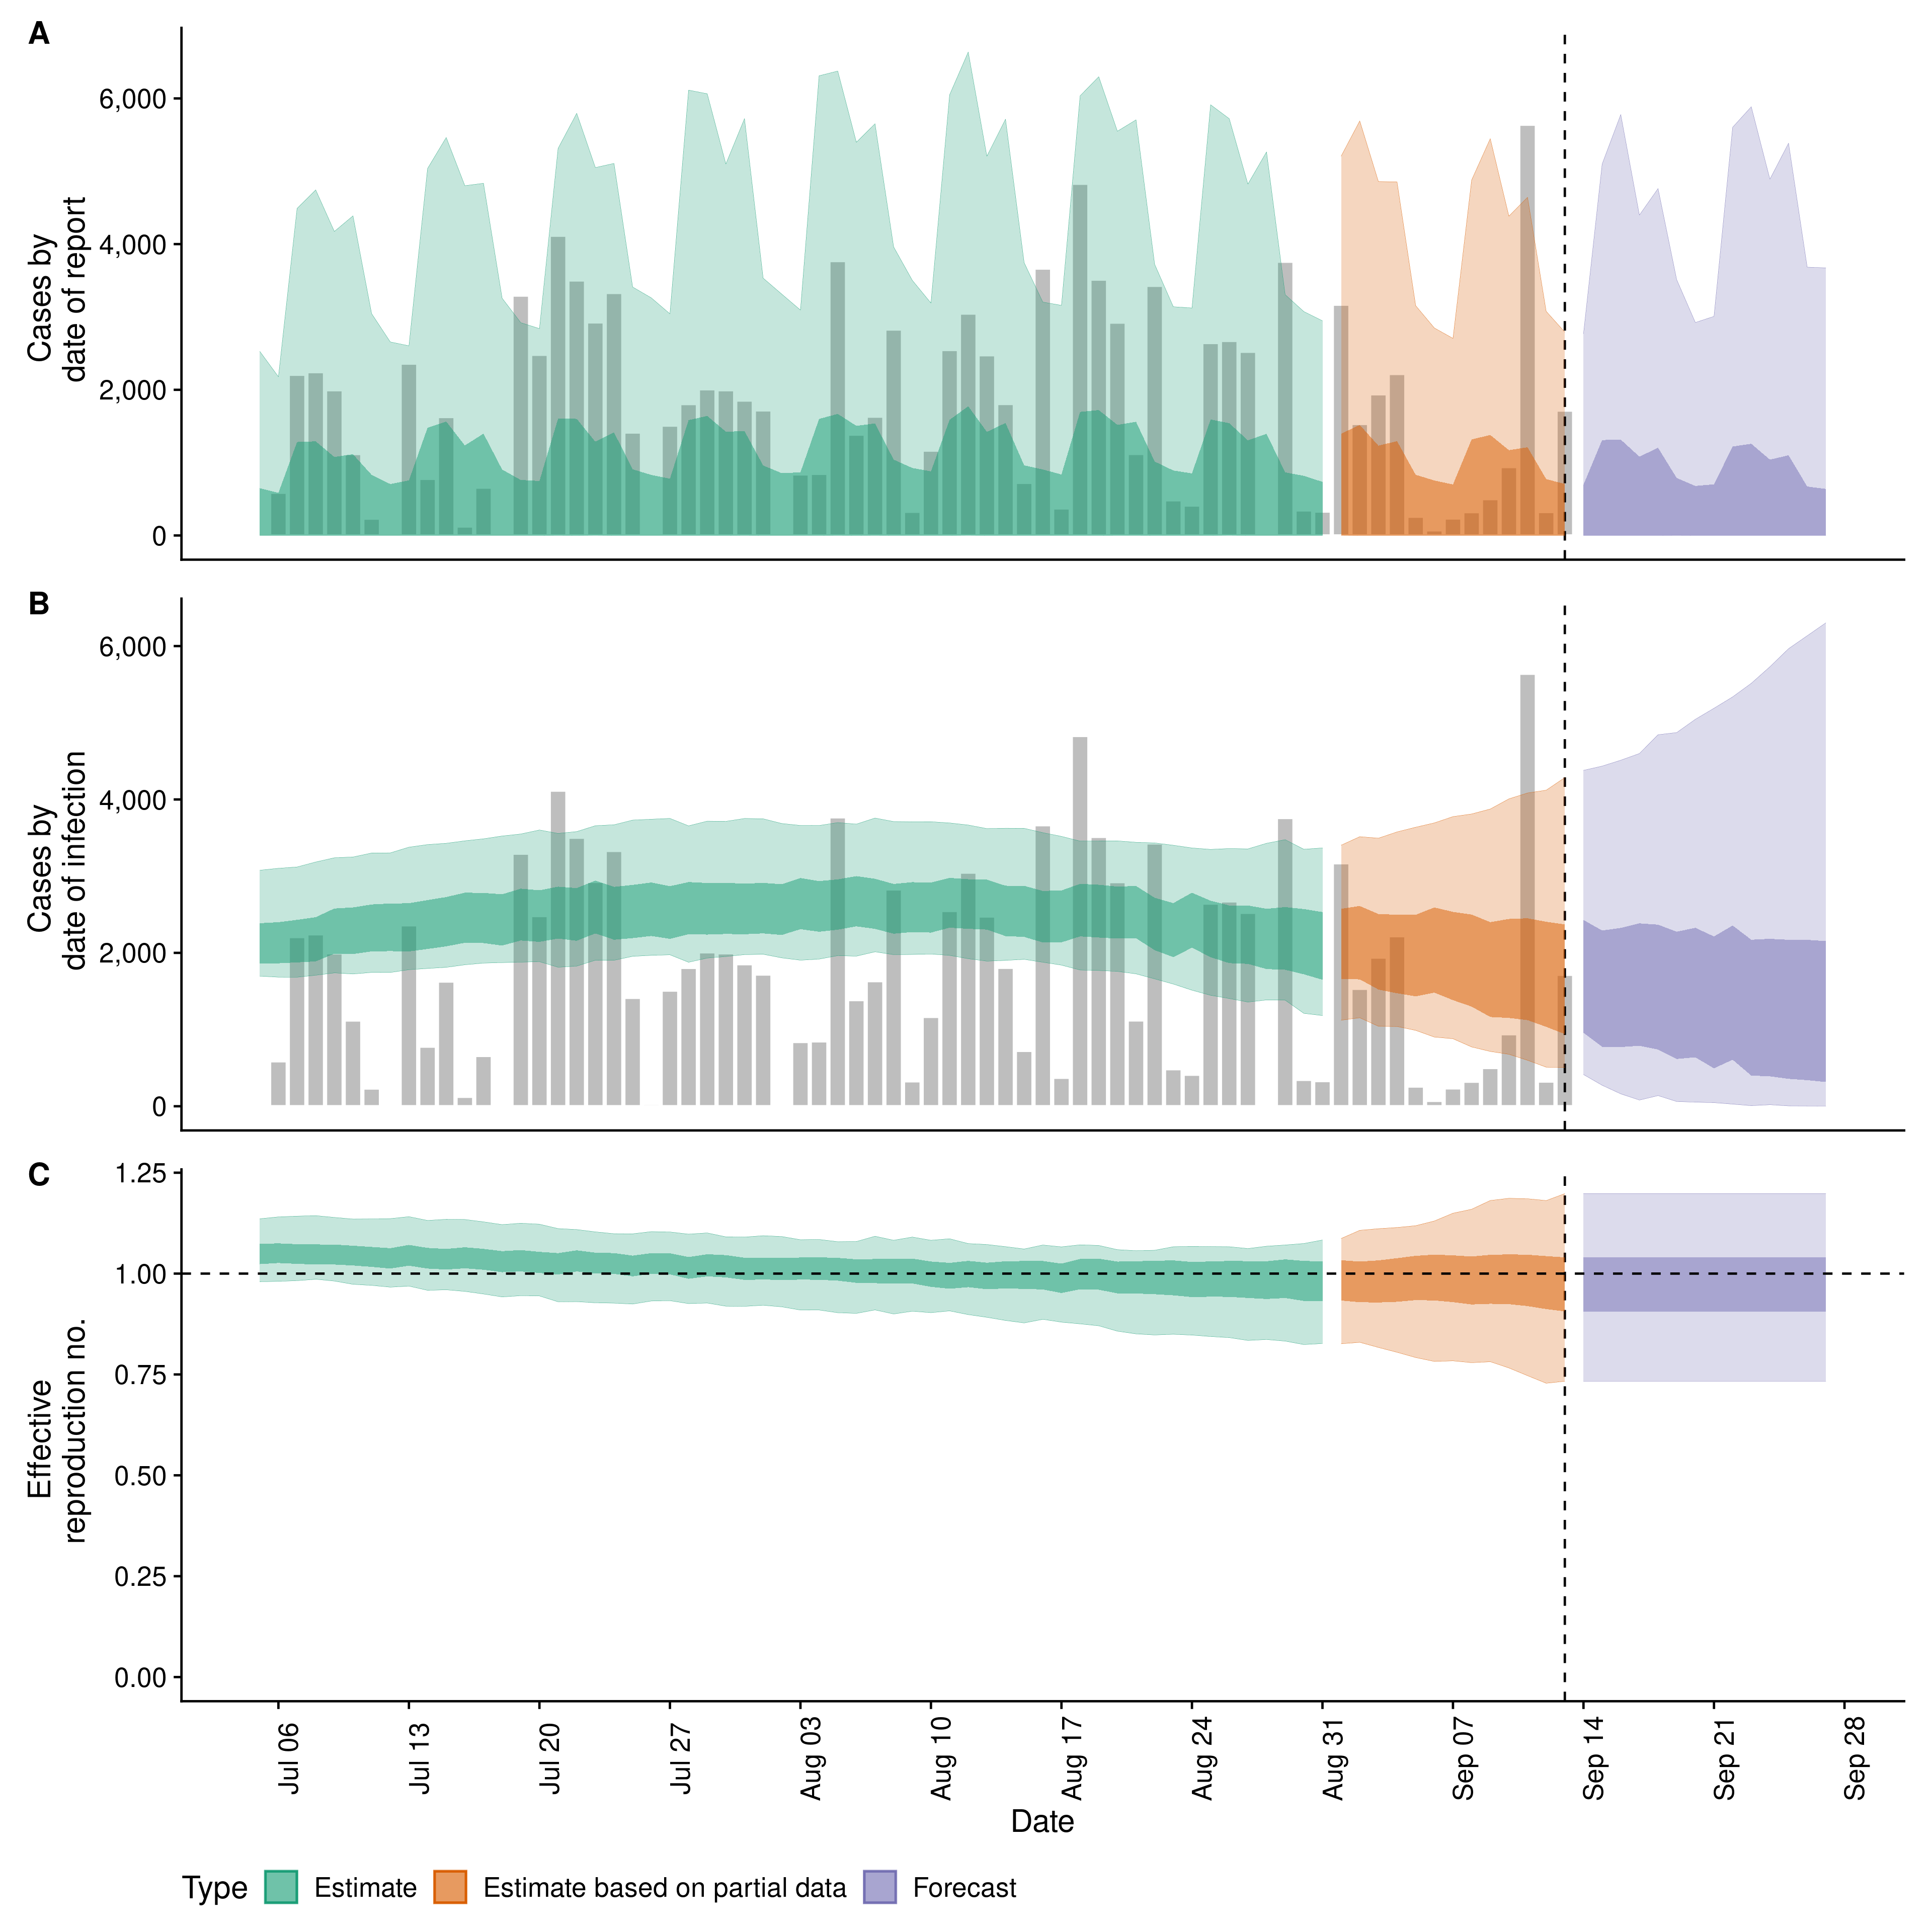 A
Cases by
date of report
6,000
4,000
2,000
0
B
Cases by
date of infection
6,000
4,000
2,000
0
C
Effective
reproduction no.
1.25
1.00
0.75
0.50
0.25
0.00
Jul 06
Jul 13
Jul 20
Jul 27
Aug 03
Aug 10
Aug 17
Aug 24
Aug 31
Sep 07
Sep 14
Sep 21
Sep 28
Date
Type Estimate Estimate based on partial data Forecast